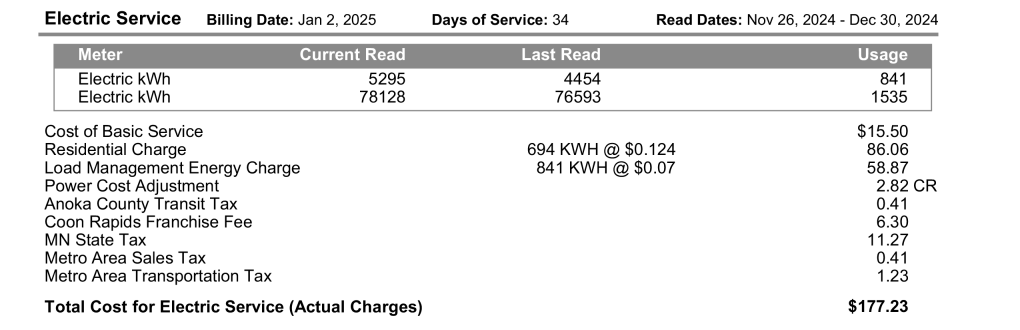 Electric Service Billing Date: Jan 2, 2025 Days of Service: 34 Read Dates: Nov 26, 2024 - Dec 30, 2024
Meter Current Read Last Read Usage
Electric kWh 5295 4454 841
Electric kWh 78128 76593 1535
Cost of Basic Service $15.50
Residential Charge 694 KWH @ $0.124 86.06
Load Management Energy Charge 841 KWH @ $0.07 58.87
Power Cost Adjustment 2.82 CR
Anoka County Transit Tax 0.41
Coon Rapids Franchise Fee 6.30
MN State Tax 11.27
Metro Area Sales Tax 0.41
Metro Area Transportation Tax 1.23
Total Cost for Electric Service (Actual Charges) $177.23